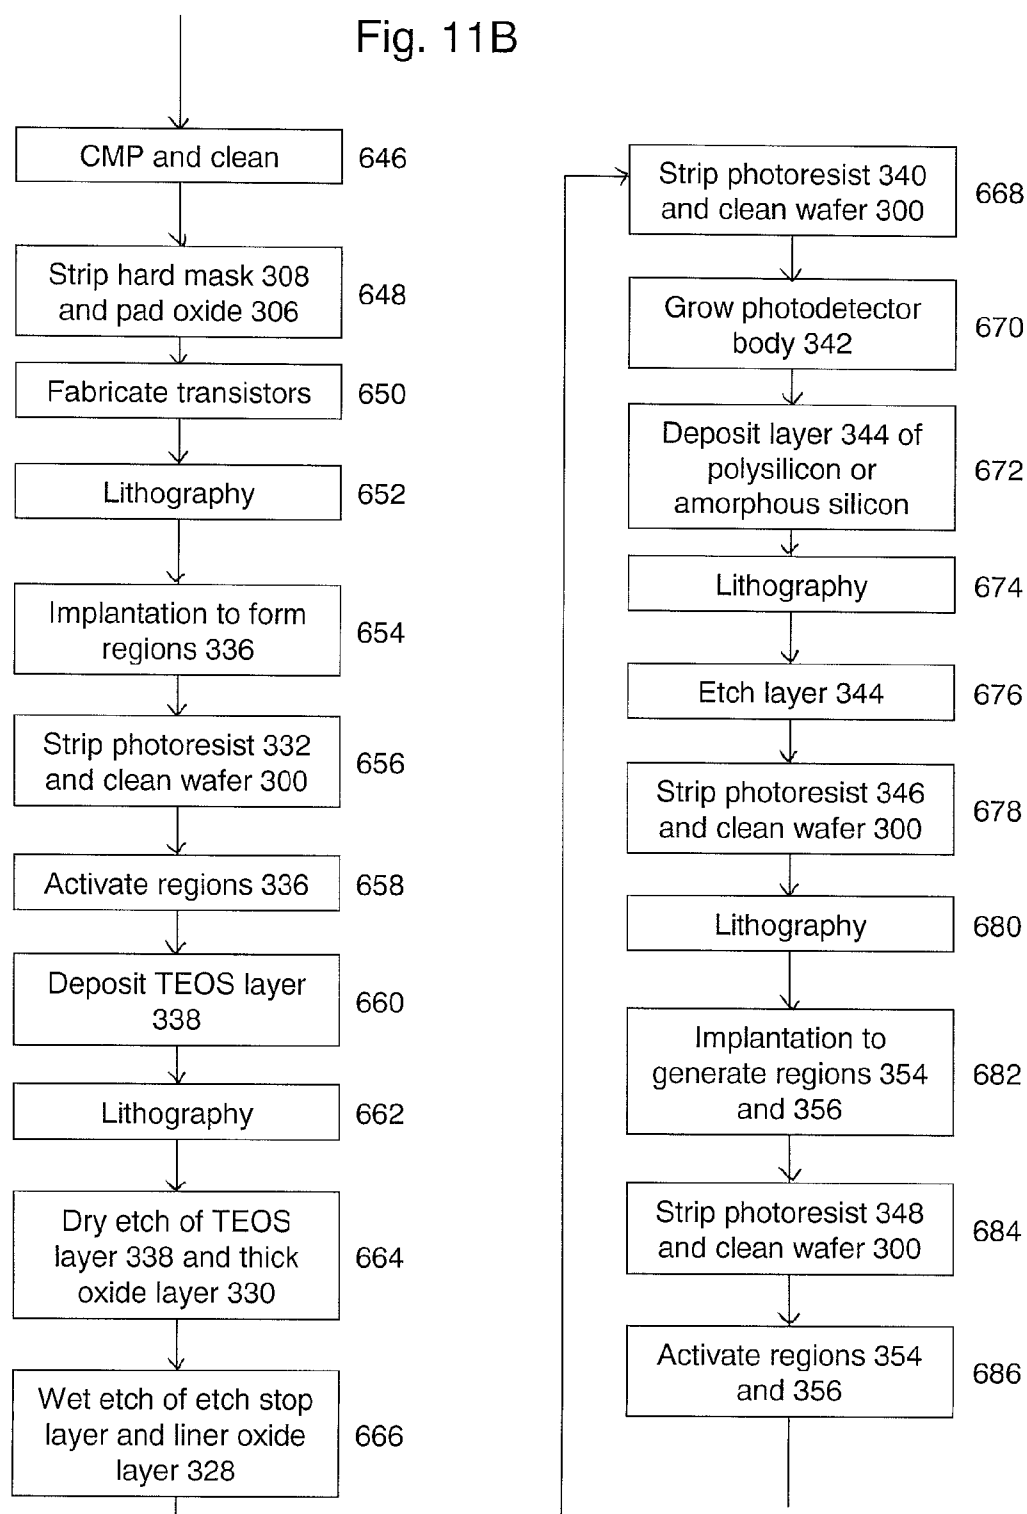 Fig. 11B
CMP and clean
646
Strip hard mask 308
and pad oxide 306
648
Fabricate transistors
650
Lithography
652
Implantation to form
regions 336
654
Strip photoresist 332
and clean wafer 300
656
Activate regions 336
658
Deposit TEOS layer
338
660
Lithography
662
Dry etch of TEOS
layer 338 and thick
oxide layer 330
664
Wet etch of etch stop
layer and liner oxide
layer 328
666
Strip photoresist 340
and clean wafer 300
668
Grow photodetector
body 342
670
Deposit layer 344 of
polysilicon or
amorphous silicon
672
Lithography
674
Etch layer 344
676
Strip photoresist 346
and clean wafer 300
678
Lithography
680
Implantation to
generate regions 354
and 356
682
Strip photoresist 348
and clean wafer 300
684
Activate regions 354
and 356
686